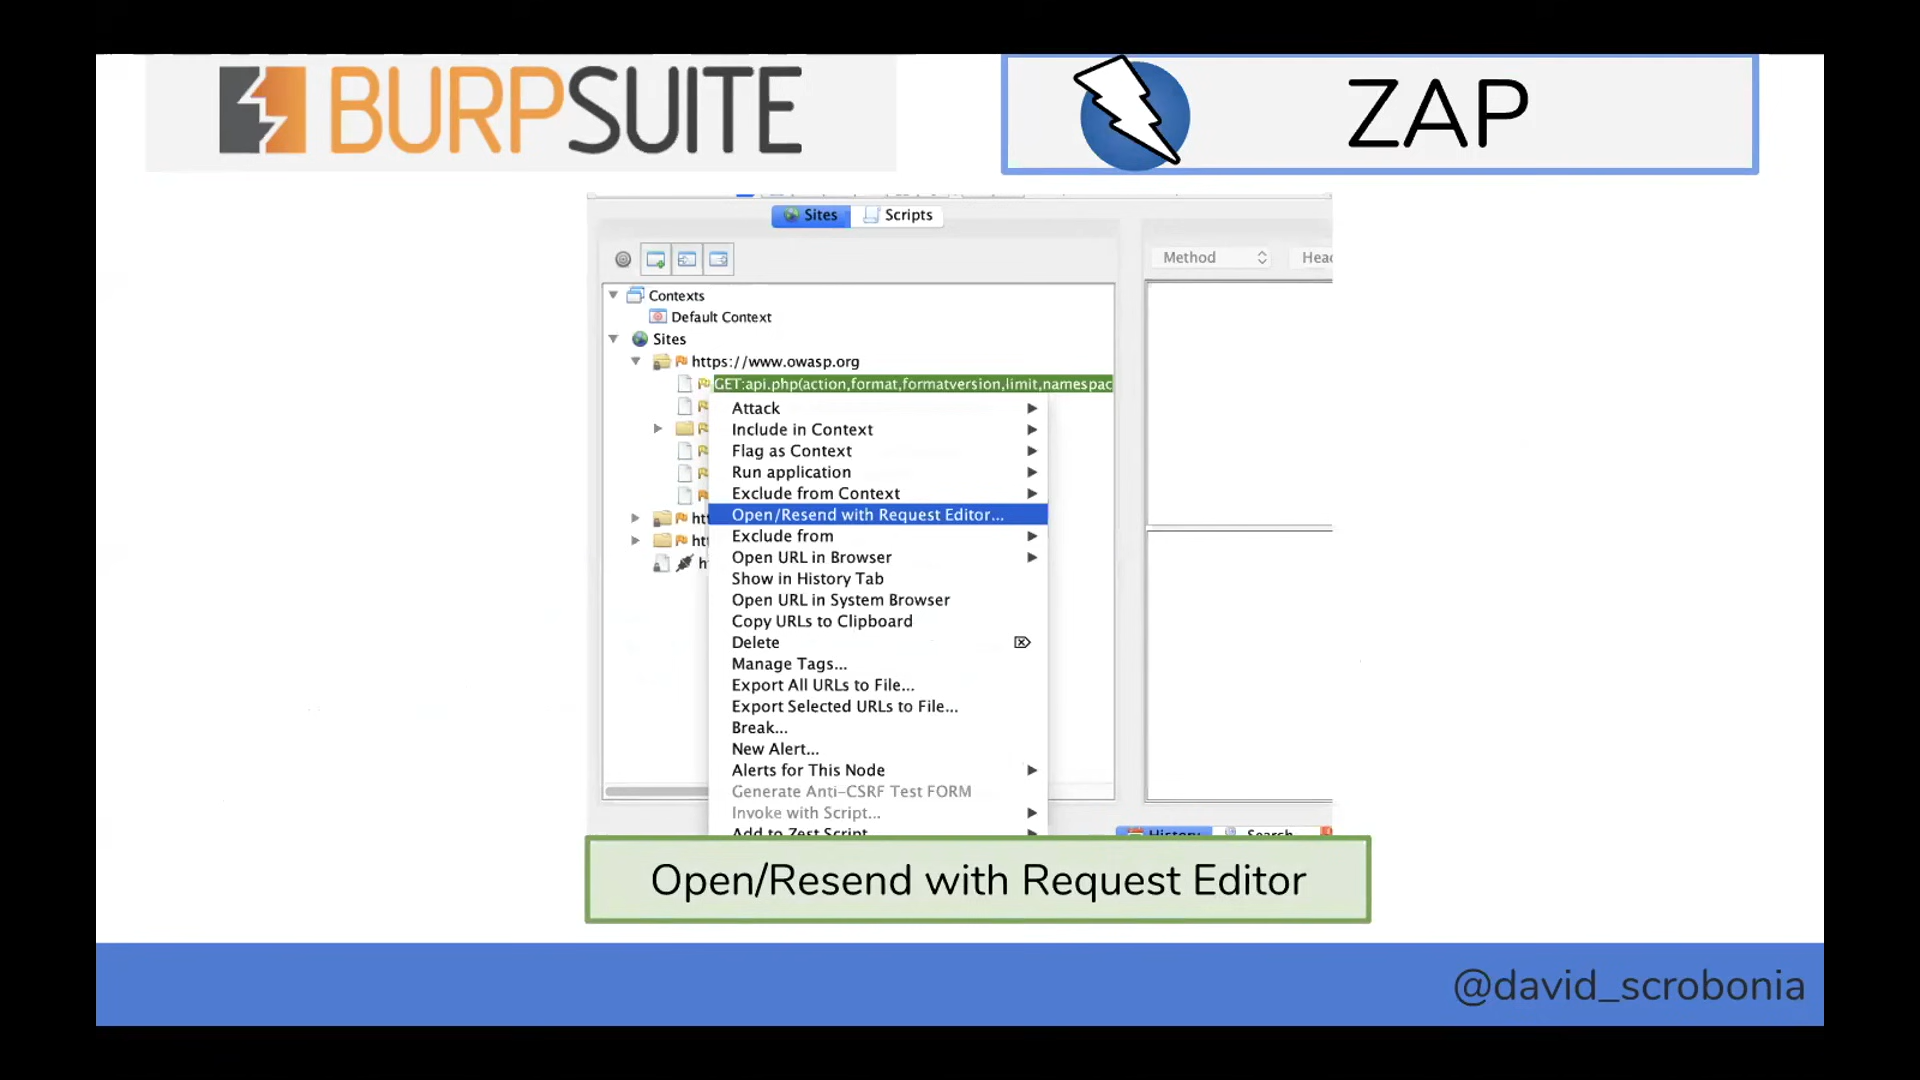 BURPSUITE
ZAP
Sites Scripts
Method
Contexts
Default Context
Sites
https://www.owasp.org
GET:api.php(action,format,formatversion,limit,namespac
Attack
Include in Context
Flag as Context
Run application
Exclude from Context
Open/Resend with Request Editor...
Exclude from
Open URL in Browser
Show in History Tab
Open URL in System Browser
Copy URLs to Clipboard
Delete
Manage Tags...
Export All URLs to File...
Export Selected URLs to File...
Break...
New Alert...
Alerts for This Node
Generate Anti-CSRF Test FORM
Invoke with Script...
Add to Zest Script
History Search
Open/Resend with Request Editor
@david_scrobonia